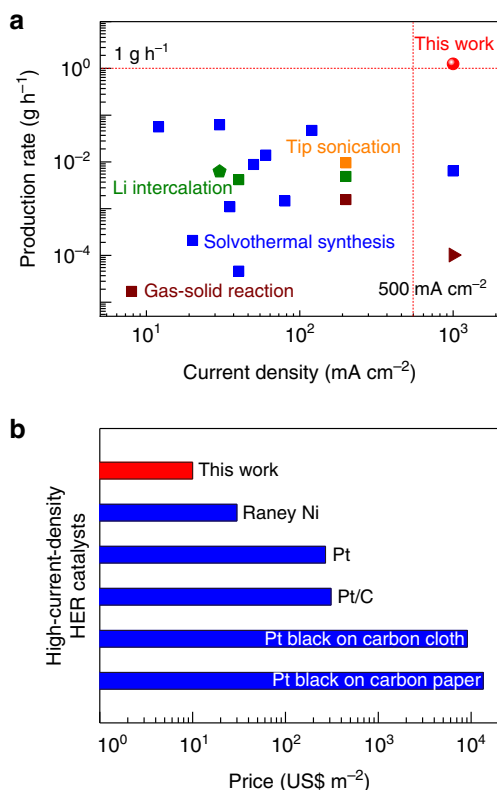 a
1 g h⁻¹
This work
Production rate (g h⁻¹)
10⁰
10⁻²
10⁻⁴
Tip sonication
Li intercalation
Solvothermal synthesis
Gas-solid reaction
500 mA cm⁻²
10¹
10²
10³
Current density (mA cm⁻²)
b
High-current-density
HER catalysts
This work
Raney Ni
Pt
Pt/C
Pt black on carbon cloth
Pt black on carbon paper
10⁰
10¹
10²
10³
10⁴
Price (US$ m⁻²)